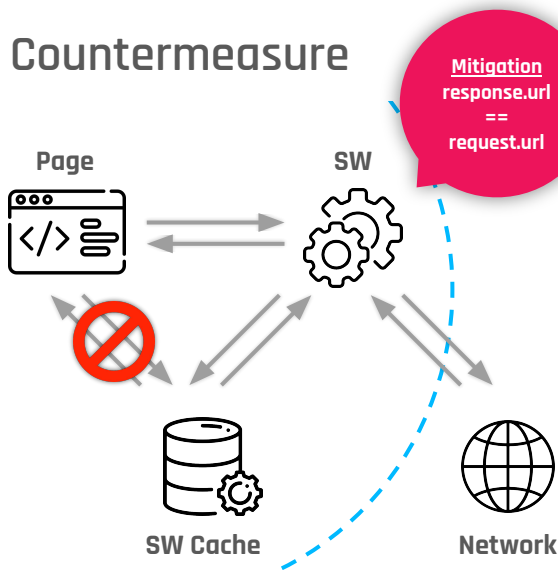 Countermeasure
Mitigation
response.url
==
request.url
Page
SW
</>
SW Cache
Network